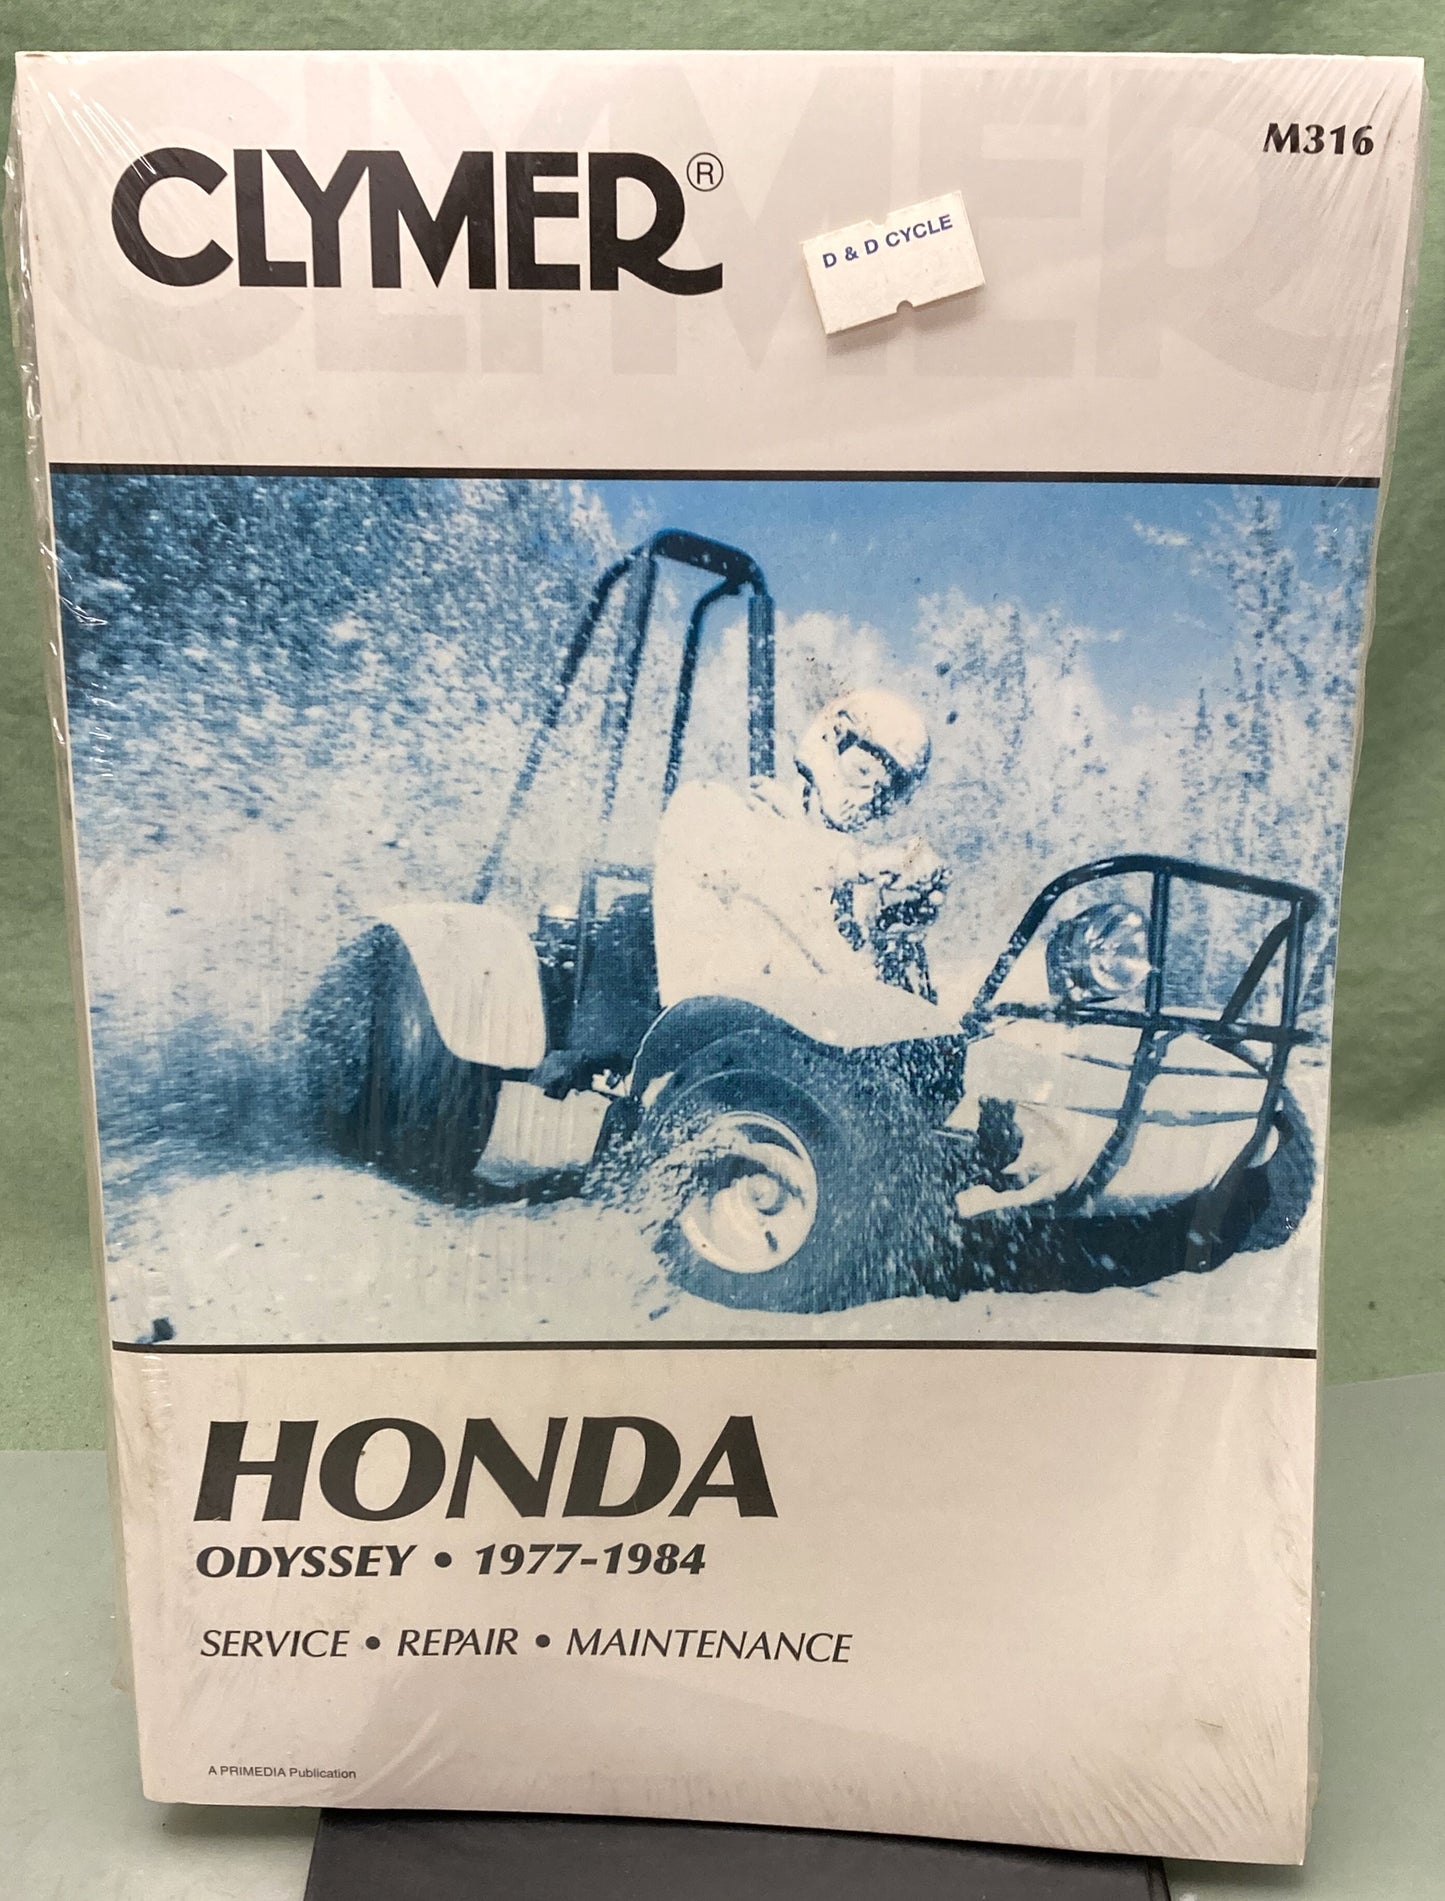 CLYMER®
M316
D & D CYCLE
HONDA
ODYSSEY • 1977-1984
SERVICE • REPAIR • MAINTENANCE
A PRIMEDIA Publication